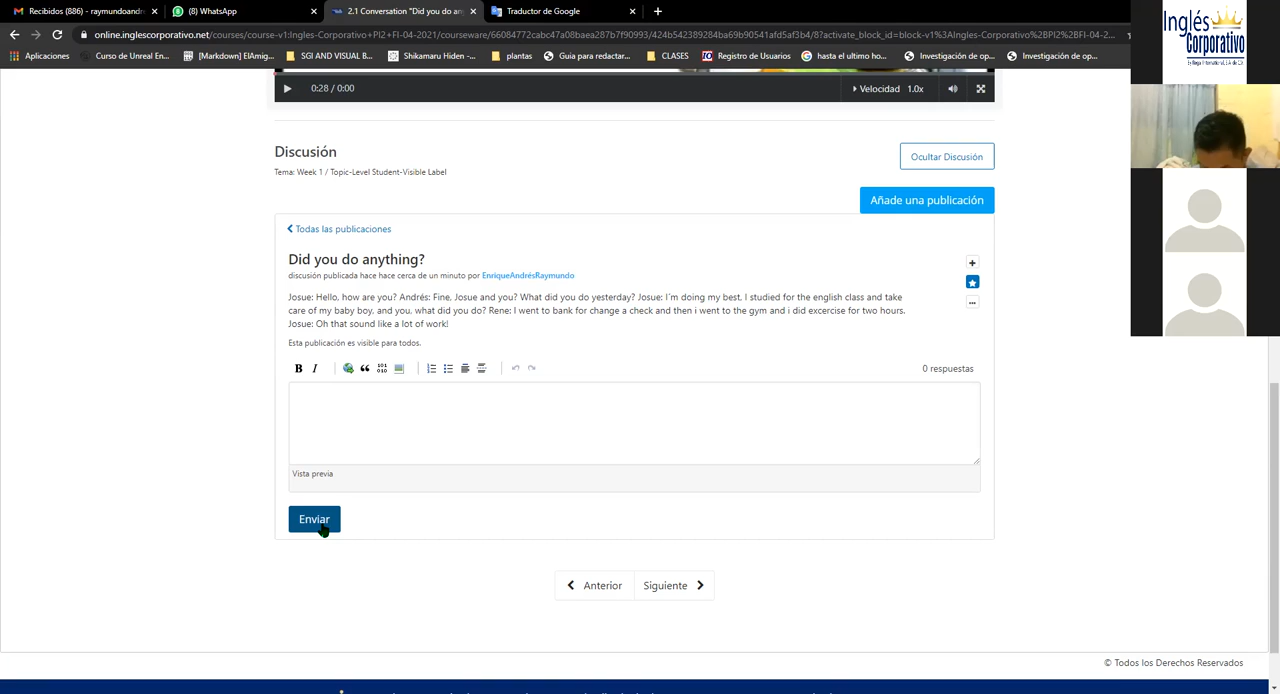 Recibidos (886) - raymundoandr
(8) WhatsApp
2.1 Conversation "Did you do an
Traductor de Google
online.inglescorporativo.net/courses/course-v1:Ingles-Corporativo+PI2+FI-04-2021/courseware/66084772cabc47a08baea287b7f90993/424b542389284ba69b90541afd5af3b4/8?activate_block_id=block-v1%3AIngles-Corporativo%2BPI2%2BFI-04-2...
Aplicaciones
Curso de Unreal En...
[Markdown] ElAmig...
SGI AND VISUAL B...
Shikamaru Hiden -...
plantas
Guia para redactar...
CLASES
Registro de Usuarios
hasta el ultimo ho...
Investigación de op...
Investigación de op...
Inglés
Corporativo
0:28 / 0:00
Velocidad 1.0x
Discusión
Ocultar Discusión
Tema: Week 1 / Topic-Level Student-Visible Label
Añade una publicación
Todas las publicaciones
Did you do anything?
discusión publicada hace hace cerca de un minuto por EnriqueAndrésRaymundo
Josue: Hello, how are you? Andrés: Fine, Josue and you? What did you do yesterday? Josue: I´m doing my best, I studied for the english class and take
care of my baby boy, and you, what did you do? Rene: I went to bank for change a check and then i went to the gym and i did excercise for two hours.
Josue: Oh that sound like a lot of work!
Esta publicación es visible para todos.
B I
0 respuestas
Vista previa
Enviar
Anterior
Siguiente
© Todos los Derechos Reservados